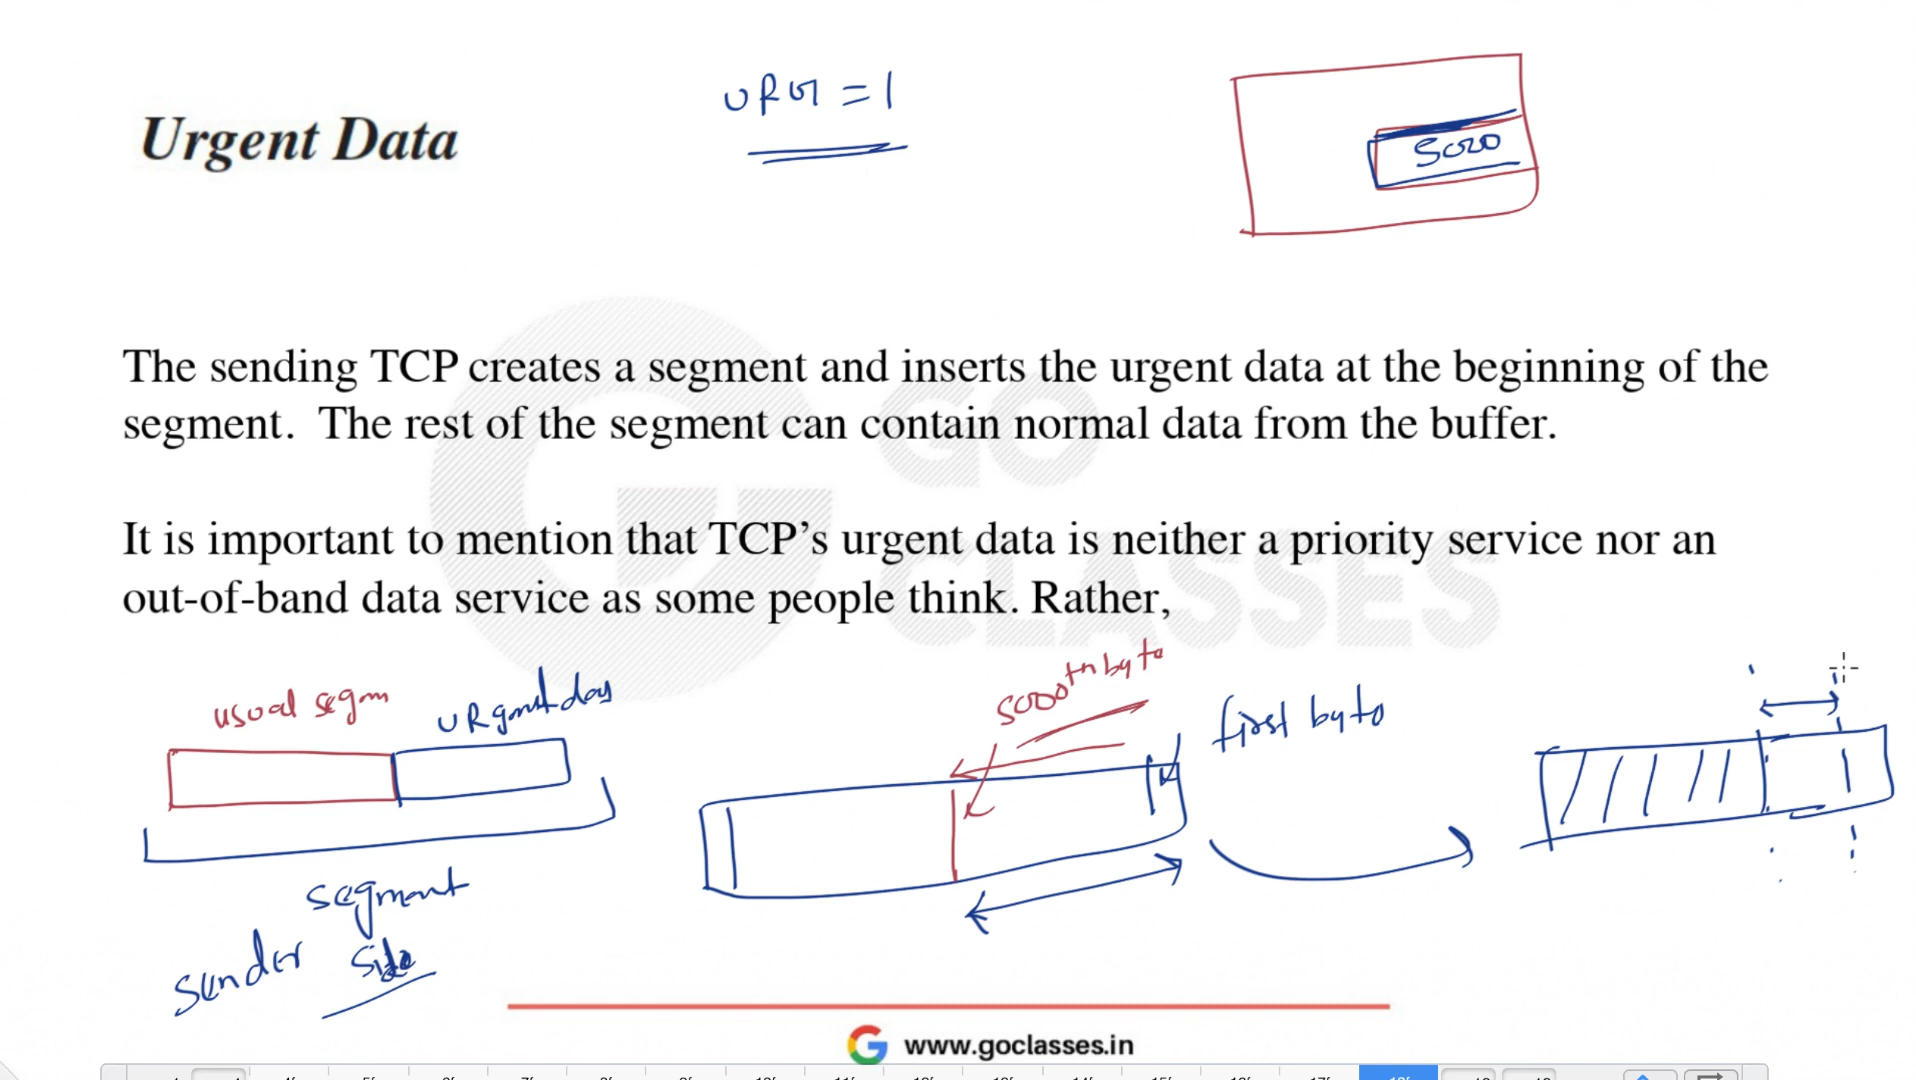 URG = 1
5000
Urgent Data
The sending TCP creates a segment and inserts the urgent data at the beginning of the
segment. The rest of the segment can contain normal data from the buffer.
GO
CLASSES
It is important to mention that TCP’s urgent data is neither a priority service nor an
out-of-band data service as some people think. Rather,
usual segm
URgent
5000th byte
first byte
segment
sender side
www.goclasses.in